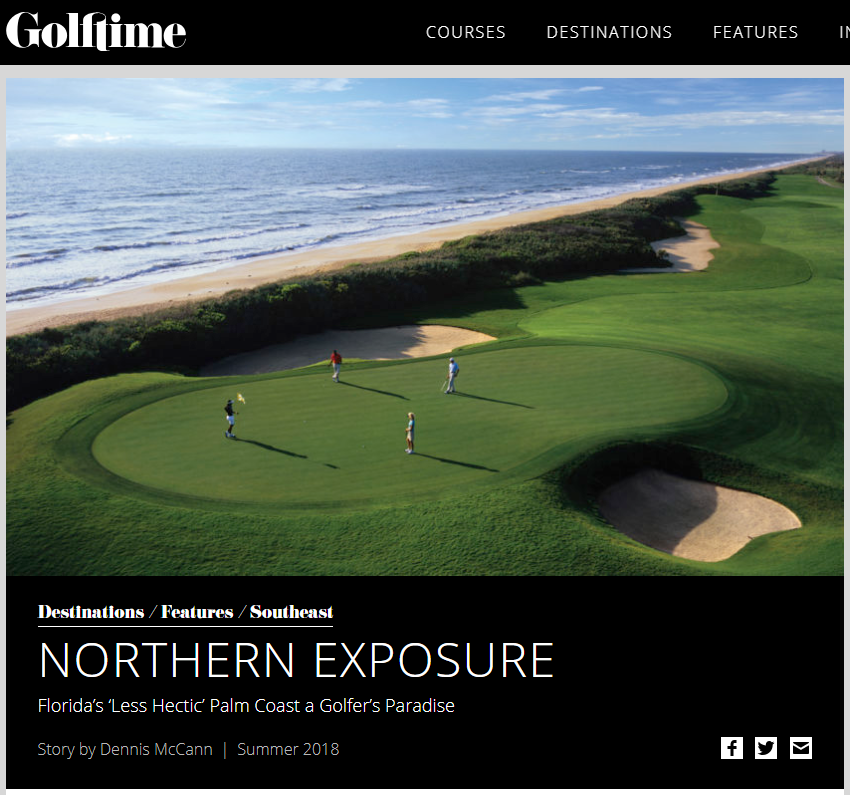 Golftime
COURSES DESTINATIONS FEATURES
Destinations / Features / Southeast
NORTHERN EXPOSURE
Florida’s ‘Less Hectic’ Palm Coast a Golfer’s Paradise
Story by Dennis McCann | Summer 2018